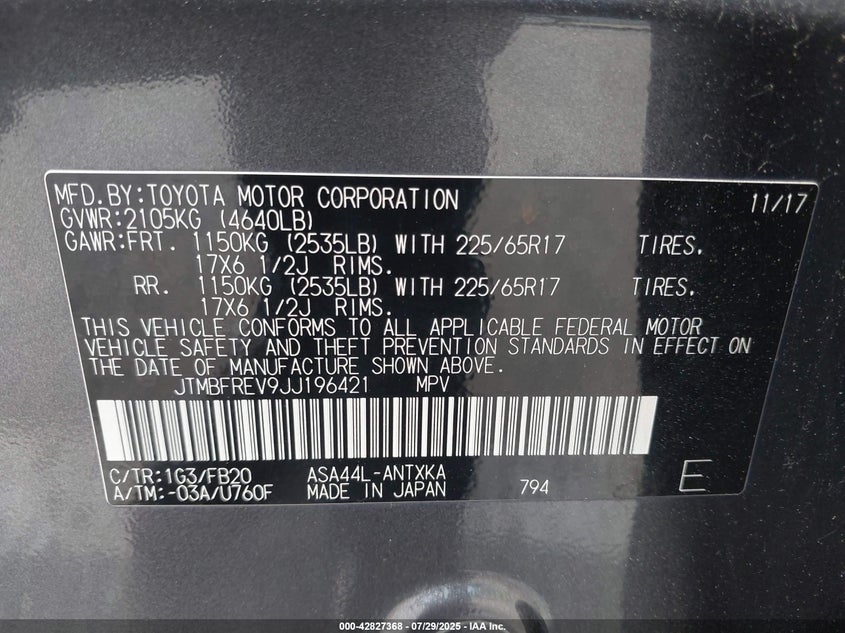 MFD.BY:TOYOTA MOTOR CORPORATION 11/17
GVWR:2105KG (4640LB)
GAWR:FRT. 1150KG (2535LB) WITH 225/65R17 TIRES.
17X6 1/2J RIMS.
RR. 1150KG (2535LB) WITH 225/65R17 TIRES.
17X6 1/2J RIMS.
THIS VEHICLE CONFORMS TO ALL APPLICABLE FEDERAL MOTOR
VEHICLE SAFETY AND THEFT PREVENTION STANDARDS IN EFFECT ON
THE DATE OF MANUFACTURE SHOWN ABOVE.
JTMBFREV9JJ196421 MPV
C/TR:1G3/FB20 ASA44L-ANTXKA
A/TM:-03A/U760F MADE IN JAPAN 794 E
000-42827368 - 07/29/2025 - IAA Inc.